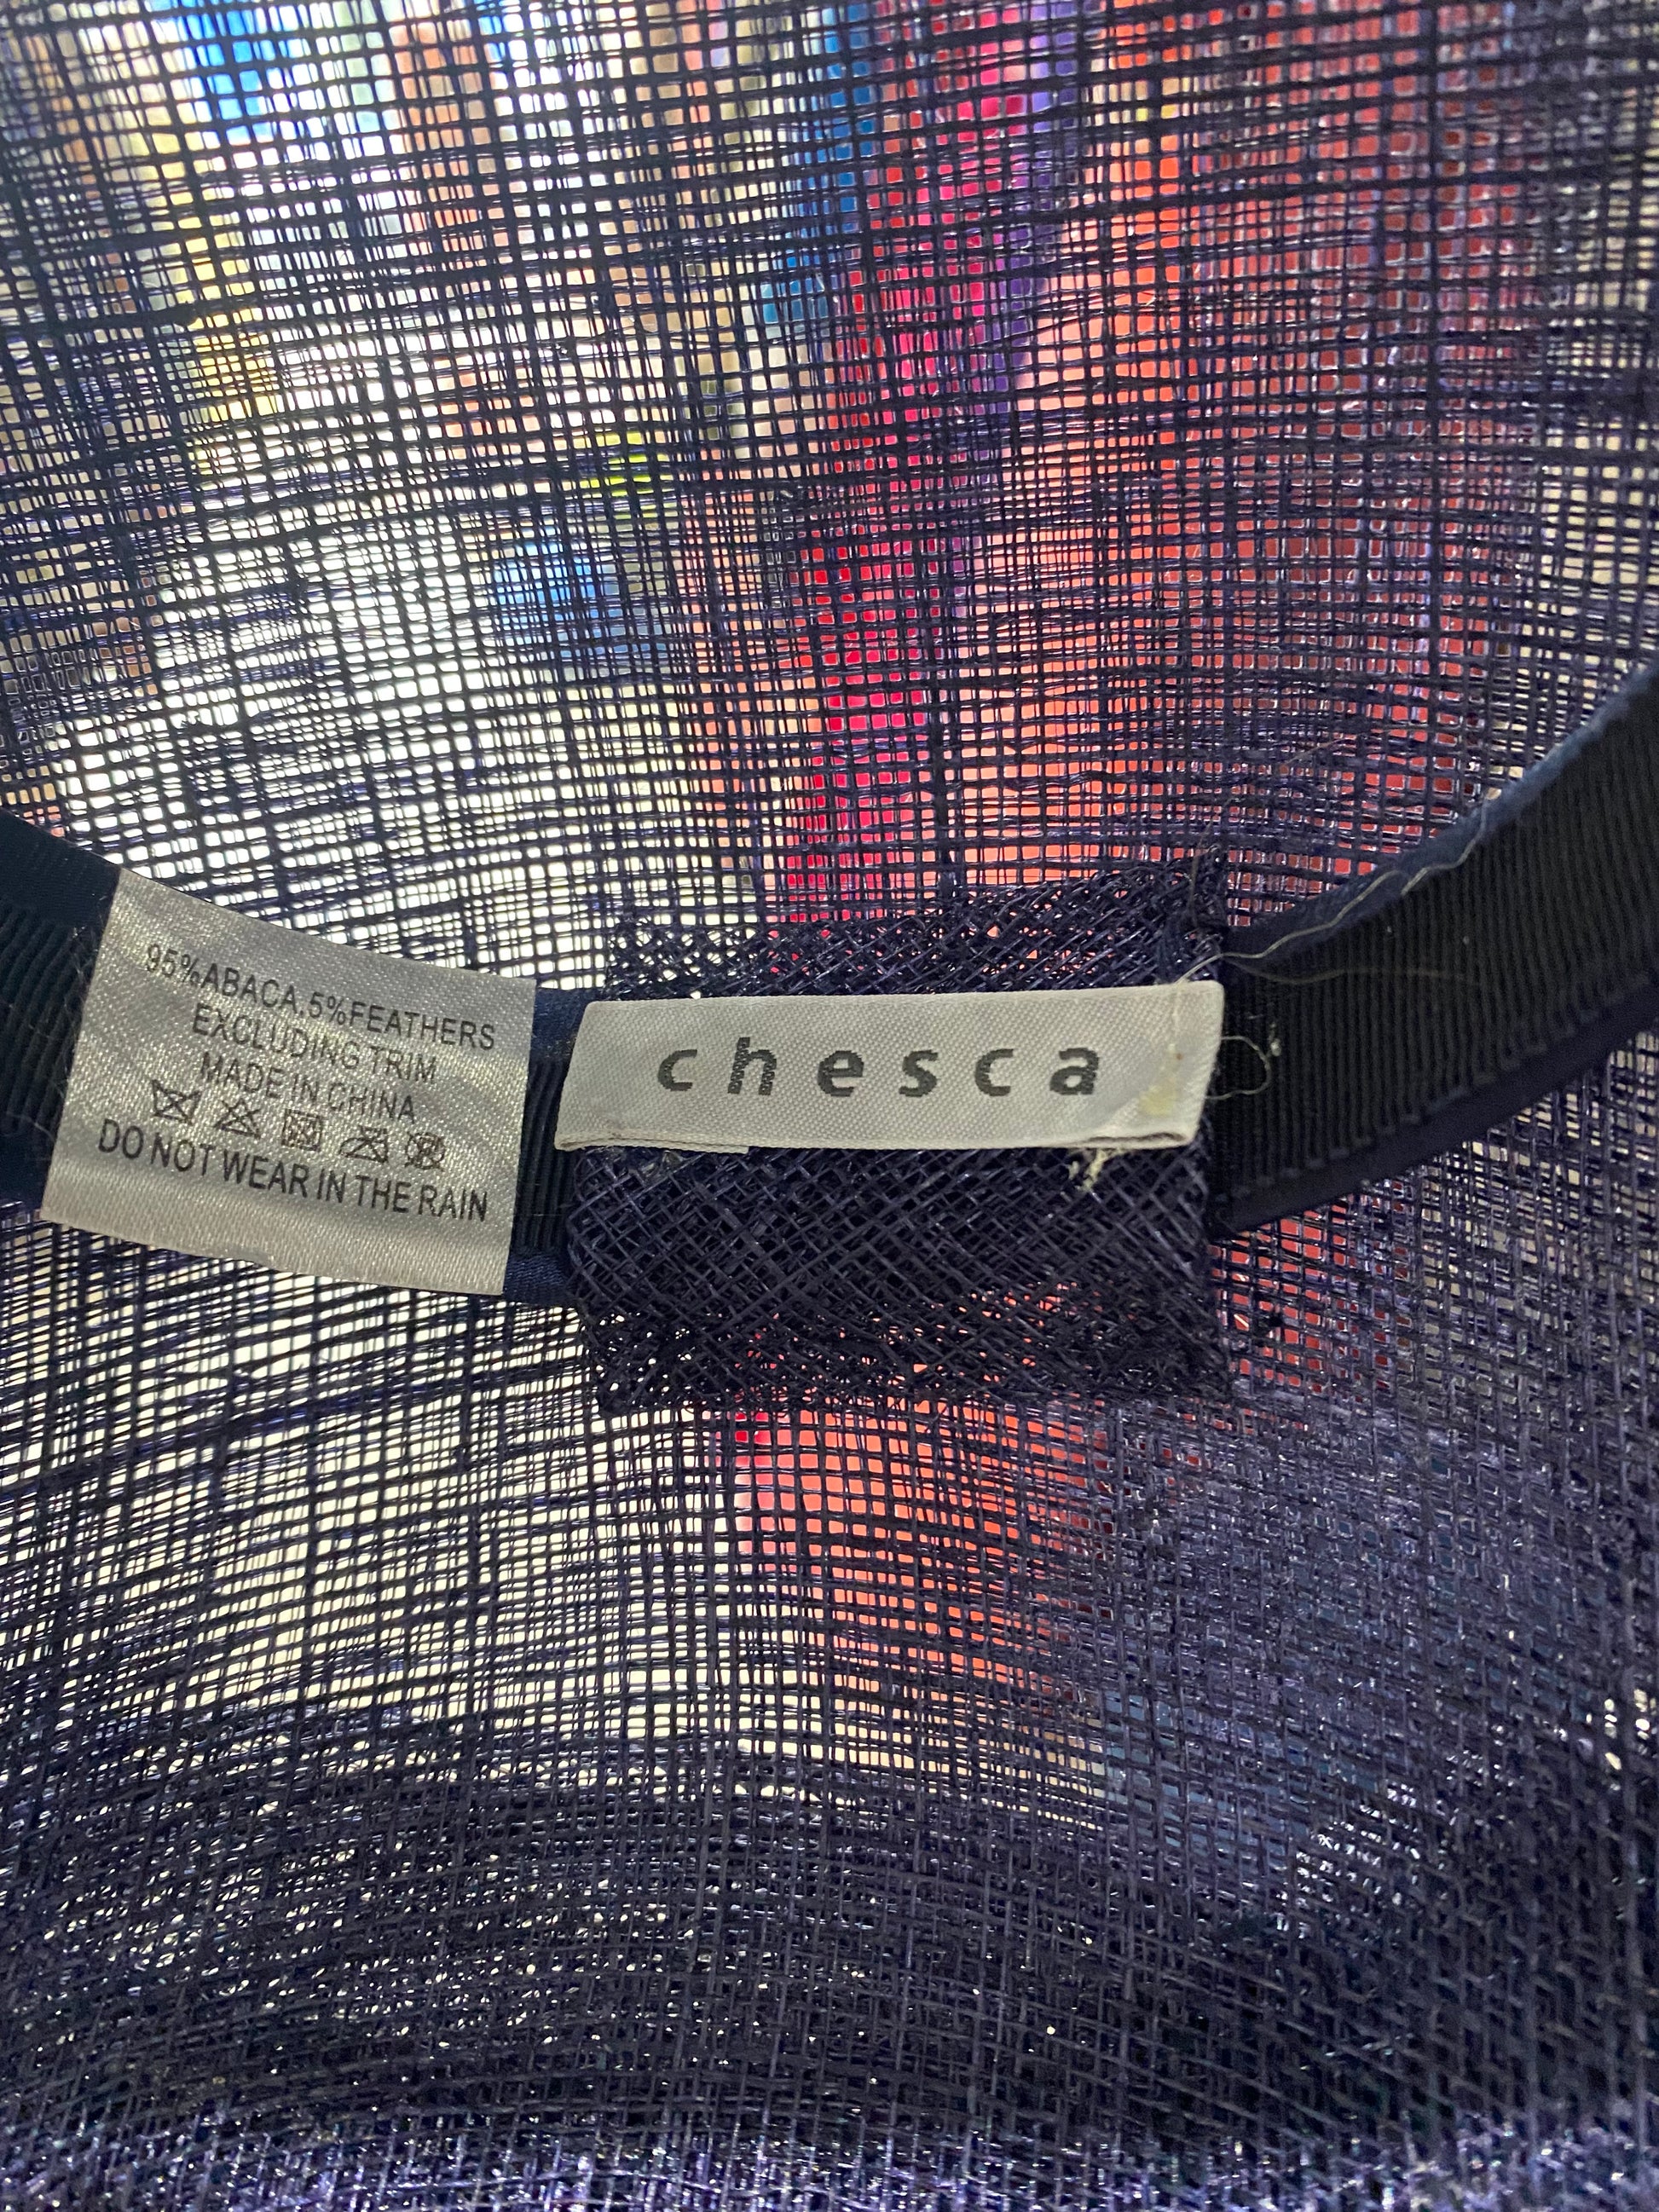 95%ABACA,5%FEATHERS
EXCLUDING TRIM
MADE IN CHINA
DO NOT WEAR IN THE RAIN
chesca